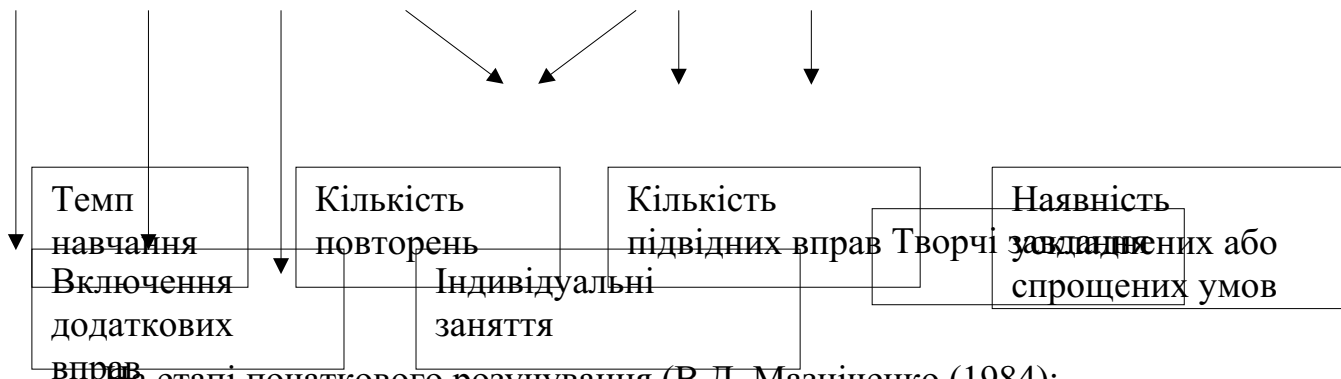 Темп
навчання
Кількість
повторень
Кількість
підвідних вправ
Творчі завдання
Наявність
ускладнених або
спрощених умов
Включення
додаткових
вправ
Індивідуальні
заняття
етапі початкового розучування (В.Д. Мазніченко (1984):